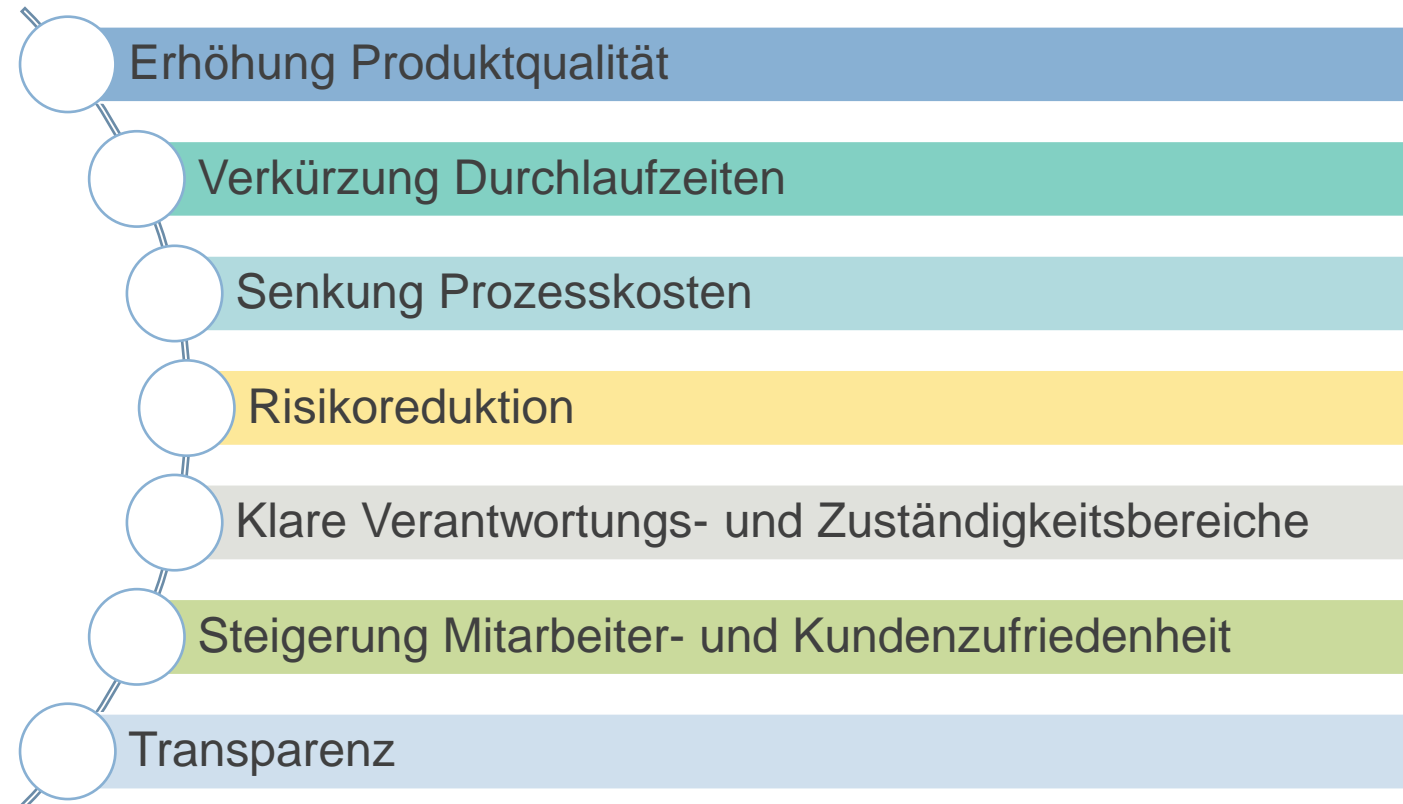 Erhöhung Produktqualität
Verkürzung Durchlaufzeiten
Senkung Prozesskosten
Risikoreduktion
Klare Verantwortungs- und Zuständigkeitsbereiche
Steigerung Mitarbeiter- und Kundenzufriedenheit
Transparenz